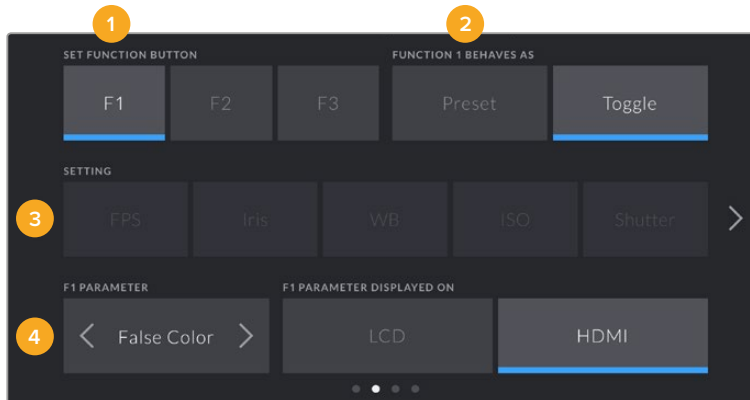 1 2
SET FUNCTION BUTTON FUNCTION 1 BEHAVES AS
F1 F2 F3 Preset Toggle
SETTING
3 FPS Iris WB ISO Shutter
F1 PARAMETER F1 PARAMETER DISPLAYED ON
4 False Color LCD HDMI